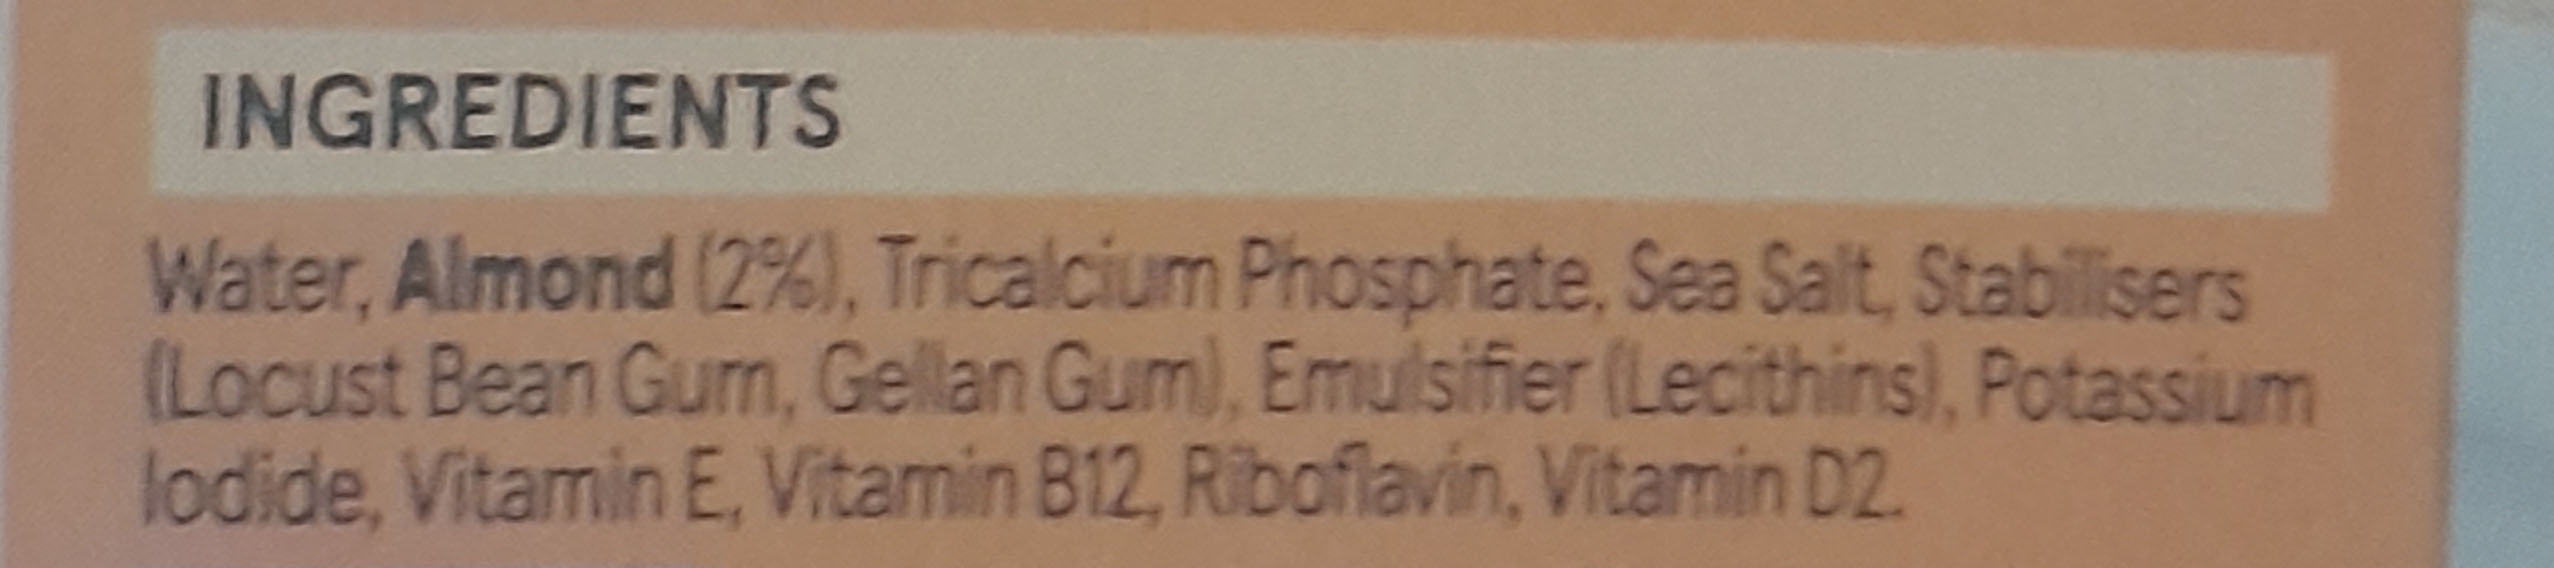 INGREDIENTS
Water, Almond (2%), Tricalcium Phosphate, Sea Salt, Stabilisers
(Locust Bean Gum, Gellan Gum), Emulsifier (Lecithins), Potassium
Iodide, Vitamin E, Vitamin B12, Riboflavin, Vitamin D2.